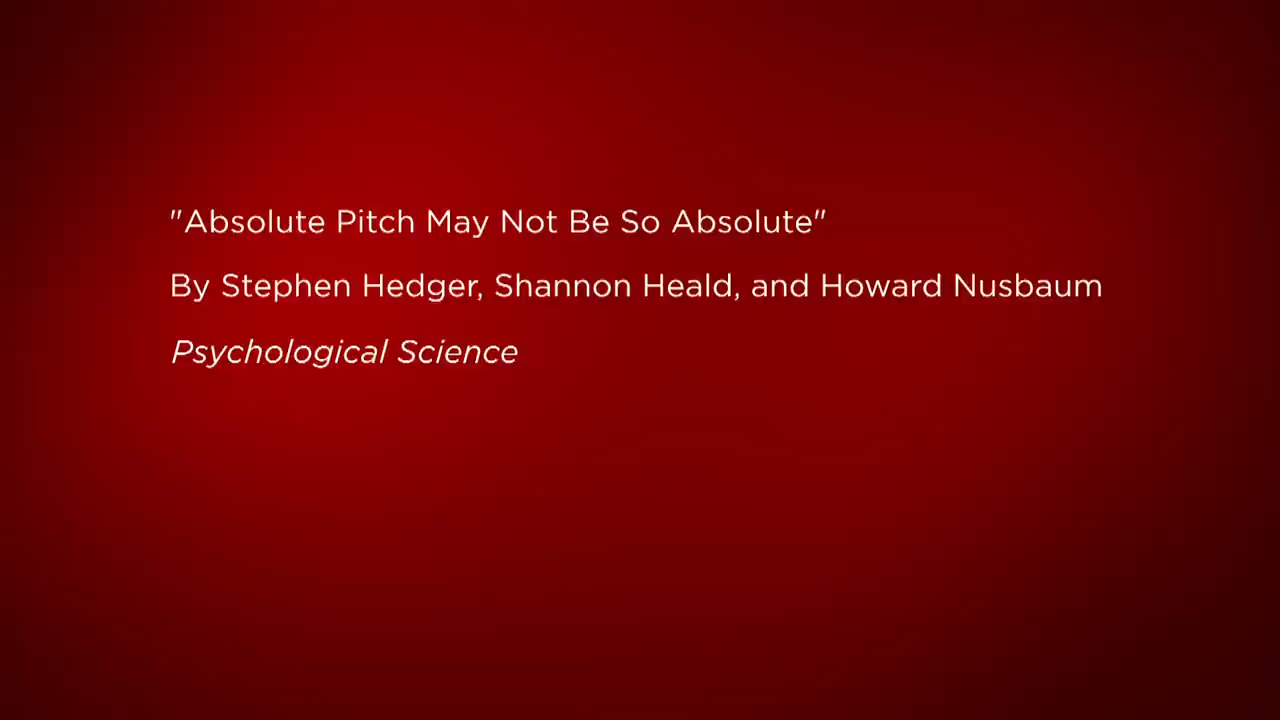 "Absolute Pitch May Not Be So Absolute"
By Stephen Hedger, Shannon Heald, and Howard Nusbaum
Psychological Science